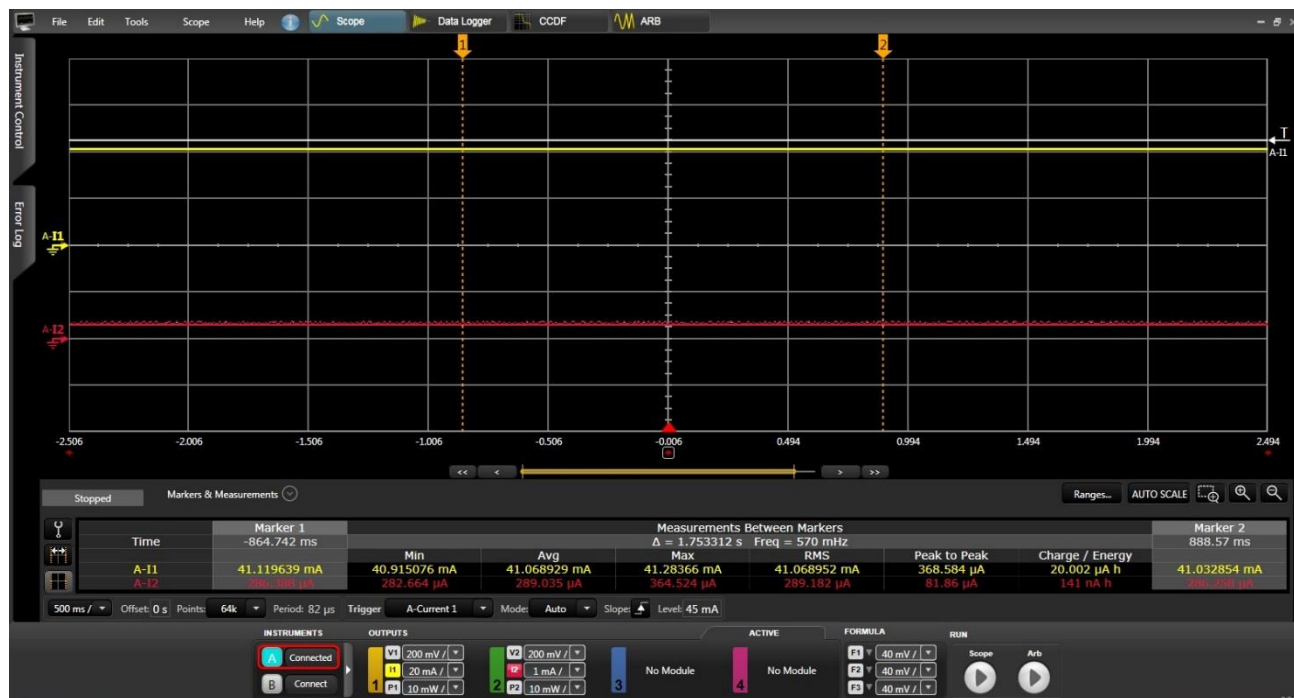 File Edit Tools Scope Help Scope Data Logger CCDF ARB
1 2
Instrument Control
Error Log
T
A-I1
A-I1
A-I2
-2.506 -2.006 -1.506 -1.006 -0.506 -0.006 0.494 0.994 1.494 1.994 2.494
<< < > >>
Stopped Markers & Measurements Ranges... AUTO SCALE
Marker 1 Measurements Between Markers Marker 2
Time -864.742 ms Δ = 1.753312 s Freq = 570 mHz 888.57 ms
Min Avg Max RMS Peak to Peak Charge / Energy
A-I1 41.119639 mA 40.915076 mA 41.068929 mA 41.28366 mA 41.068952 mA 368.584 µA 20.002 µA h 41.032854 mA
A-I2 282.664 µA 289.035 µA 364.524 µA 289.182 µA 81.86 µA 141 nA h
500 ms / Offset: 0 s Points: 64k Period: 82 µs Trigger A-Current 1 Mode: Auto Slope: Level: 45 mA
INSTRUMENTS OUTPUTS ACTIVE FORMULA RUN
A Connected V1 200 mV / V2 200 mV / F1 40 mV / Scope Arb
I1 20 mA / I2 1 mA / No Module No Module F2 40 mV /
B Connect 1 P1 10 mW / 2 P2 10 mW / 3 4 F3 40 mV /